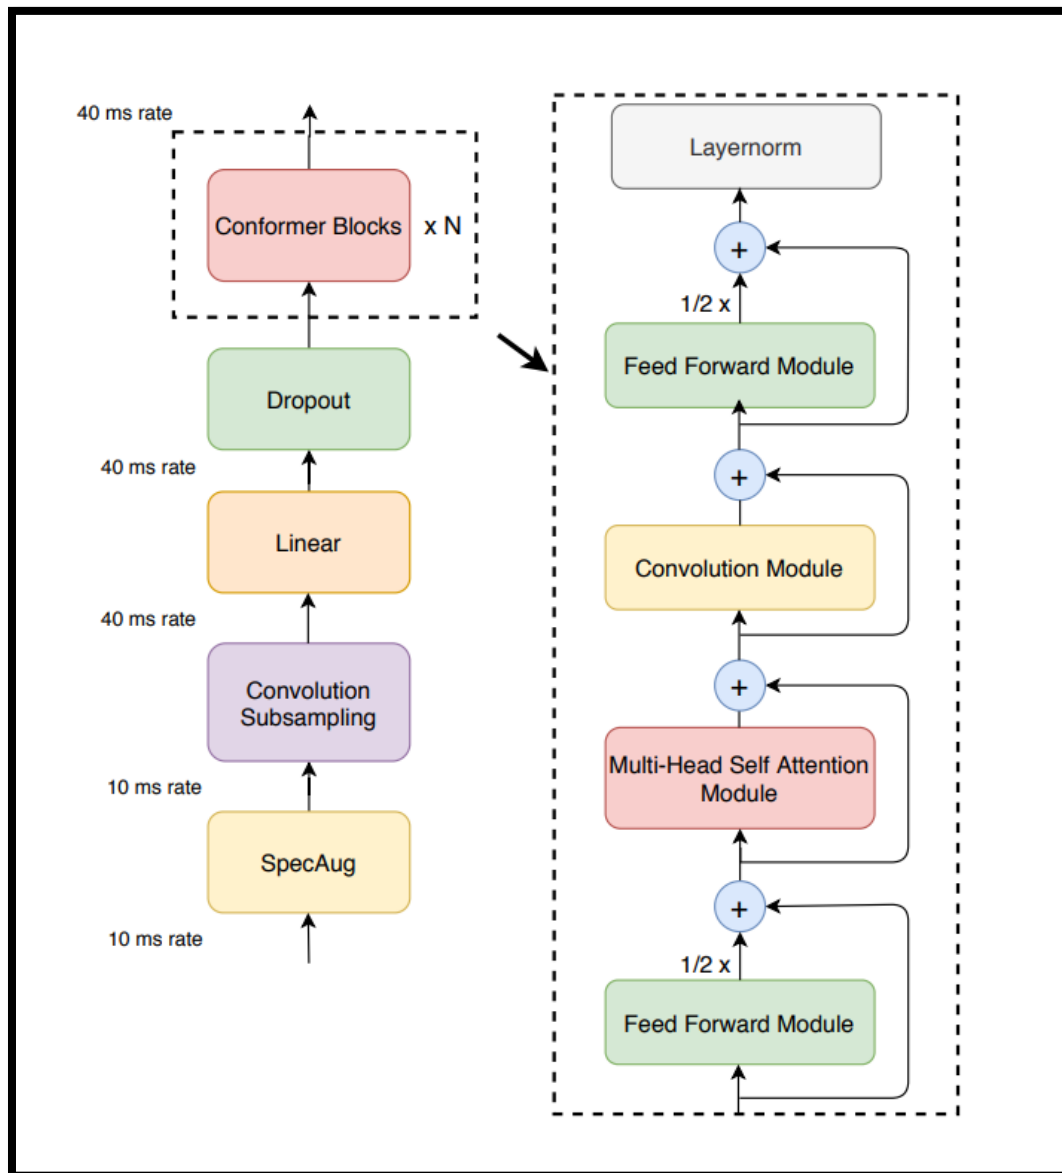 40 ms rate
Conformer Blocks
x N
Dropout
40 ms rate
Linear
40 ms rate
Convolution
Subsampling
10 ms rate
SpecAug
10 ms rate
Layernorm
+
1/2 x
Feed Forward Module
+
Convolution Module
+
Multi-Head Self Attention
Module
+
1/2 x
Feed Forward Module